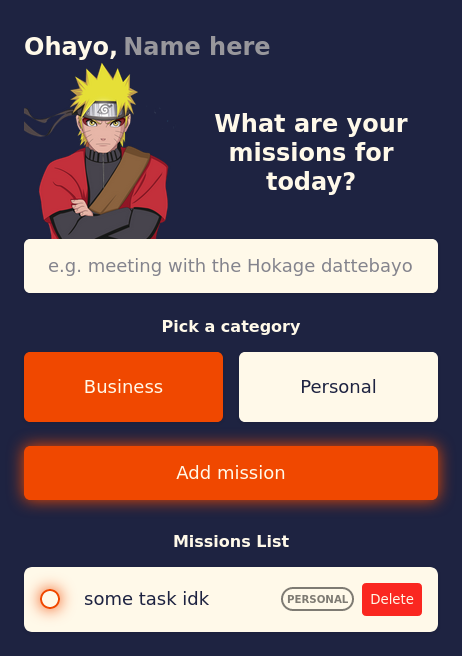 Ohayo, Name here
What are your
missions for
today?
e.g. meeting with the Hokage dattebayo
Pick a category
Business Personal
Add mission
Missions List
some task idk PERSONAL Delete